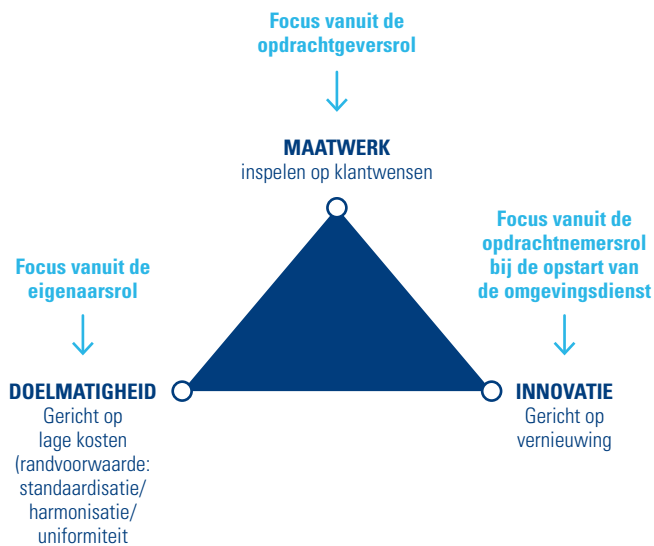 Focus vanuit de
opdrachtgeversrol
MAATWERK
inspelen op klantwensen
Focus vanuit de
eigenaarsrol
Focus vanuit de
opdrachtnemersrol
bij de opstart van
de omgevingsdienst
DOELMATIGHEID
Gericht op
lage kosten
(randvoorwaarde:
standaardisatie/
harmonisatie/
uniformiteit
INNOVATIE
Gericht op
vernieuwing